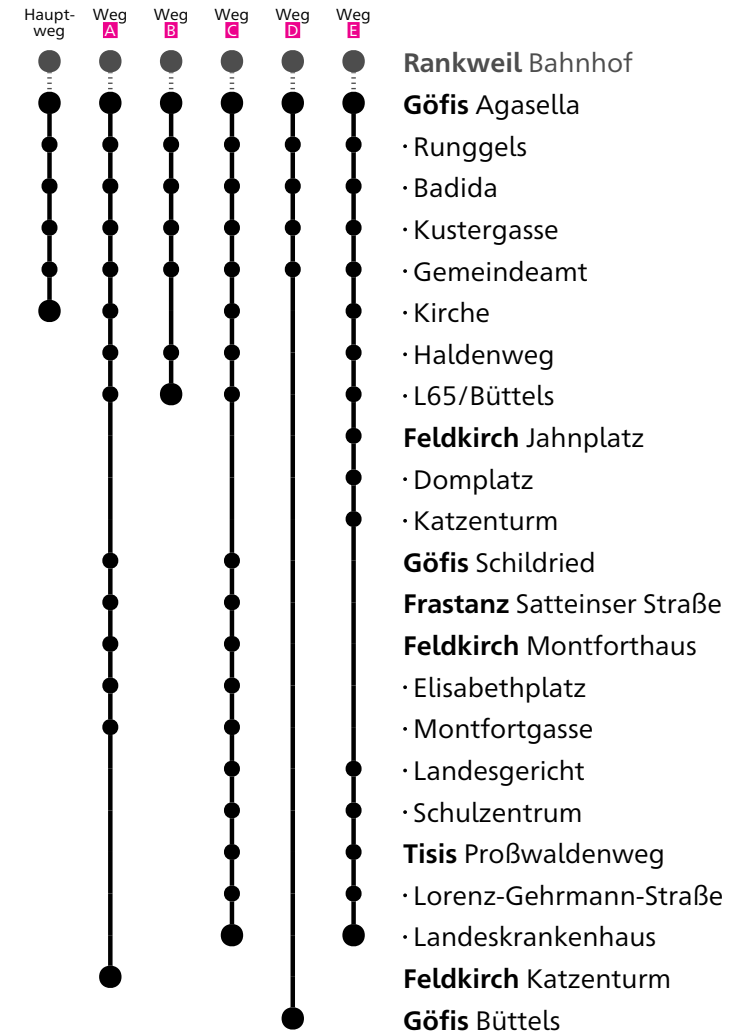 Haupt-
weg
Weg
A
Weg
B
Weg
C
Weg
D
Weg
E
Rankweil Bahnhof
Göfis Agasella
· Runggels
· Badida
· Kustergasse
· Gemeindeamt
· Kirche
· Haldenweg
· L65/Büttels
Feldkirch Jahnplatz
· Domplatz
· Katzenturm
Göfis Schildried
Frastanz Satteinser Straße
Feldkirch Montforthaus
· Elisabethplatz
· Montfortgasse
· Landesgericht
· Schulzentrum
Tisis Proßwaldenweg
· Lorenz-Gehrmann-Straße
· Landeskrankenhaus
Feldkirch Katzenturm
Göfis Büttels